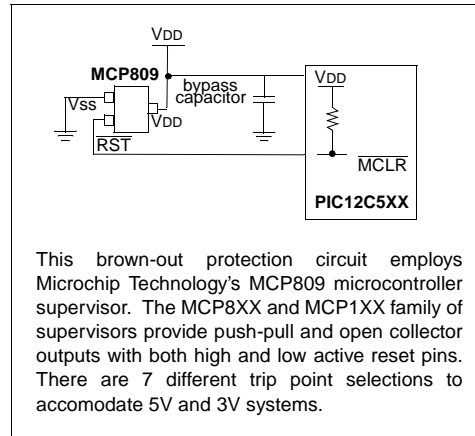 VDD
MCP809
bypass
capacitor
VDD
Vss
VDD
RST
MCLR
PIC12C5XX
This brown-out protection circuit employs
Microchip Technology's MCP809 microcontroller
supervisor. The MCP8XX and MCP1XX family of
supervisors provide push-pull and open collector
outputs with both high and low active reset pins.
There are 7 different trip point selections to
accomodate 5V and 3V systems.